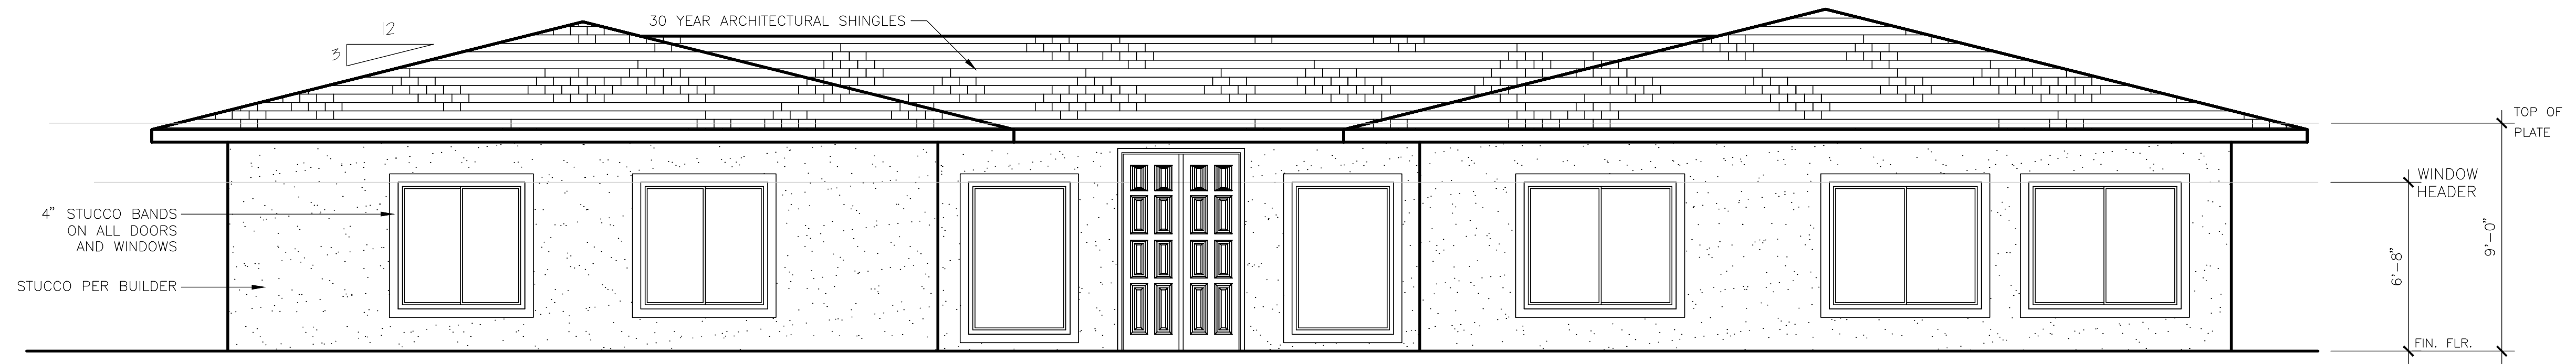 30 YEAR ARCHITECTURAL SHINGLES
12
3
TOP OF
PLATE
WINDOW
HEADER
4” STUCCO BANDS
ON ALL DOORS
AND WINDOWS
STUCCO PER BUILDER
6'-8"
9'-0"
FIN. FLR.